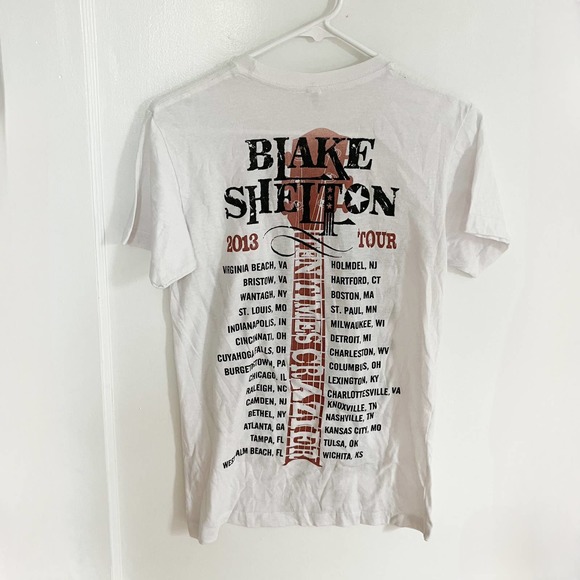 BLAKE
SHELTON
2013 TOUR
TEN TIMES CRAZIER
VIRGINIA BEACH, VA
BRISTOW, VA
WANTAGH, NY
ST. LOUIS, MO
INDIANAPOLIS, IN
CINCINNATI, OH
CUYAHOGA FALLS, OH
BURGETTSTOWN, PA
CHICAGO, IL
RALEIGH, NC
CAMDEN, NJ
BETHEL, NY
ATLANTA, GA
TAMPA, FL
WEST PALM BEACH, FL
HOLMDEL, NJ
HARTFORD, CT
BOSTON, MA
ST. PAUL, MN
MILWAUKEE, WI
DETROIT, MI
CHARLESTON, WV
COLUMBUS, OH
LEXINGTON, KY
CHARLOTTESVILLE, VA
KNOXVILLE, TN
NASHVILLE, TN
KANSAS CITY, MO
TULSA, OK
WICHITA, KS